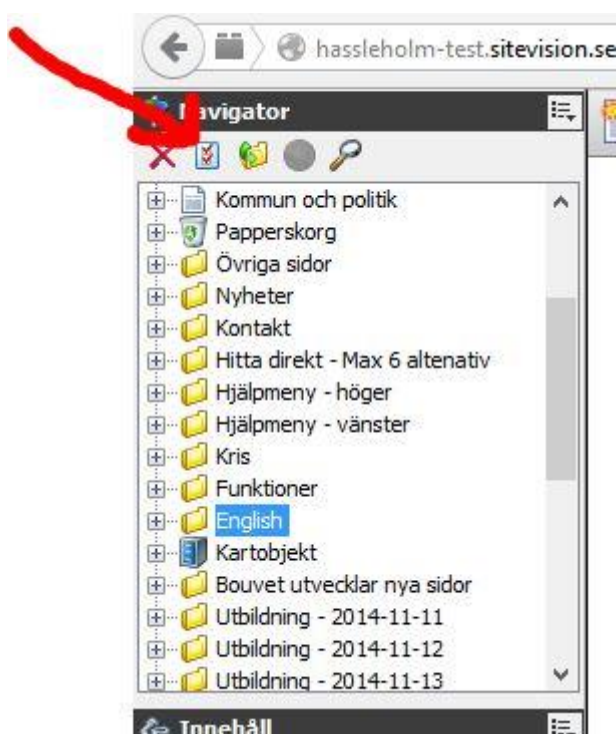 hassleholm-test.sitevision.se
Navigator
Kommun och politik
Papperskorg
Övriga sidor
Nyheter
Kontakt
Hitta direkt - Max 6 altenativ
Hjälpmeny - höger
Hjälpmeny - vänster
Kris
Funktioner
English
Kartobjekt
Bouvet utvecklar nya sidor
Utbildning - 2014-11-11
Utbildning - 2014-11-12
Utbildning - 2014-11-13
Innehåll